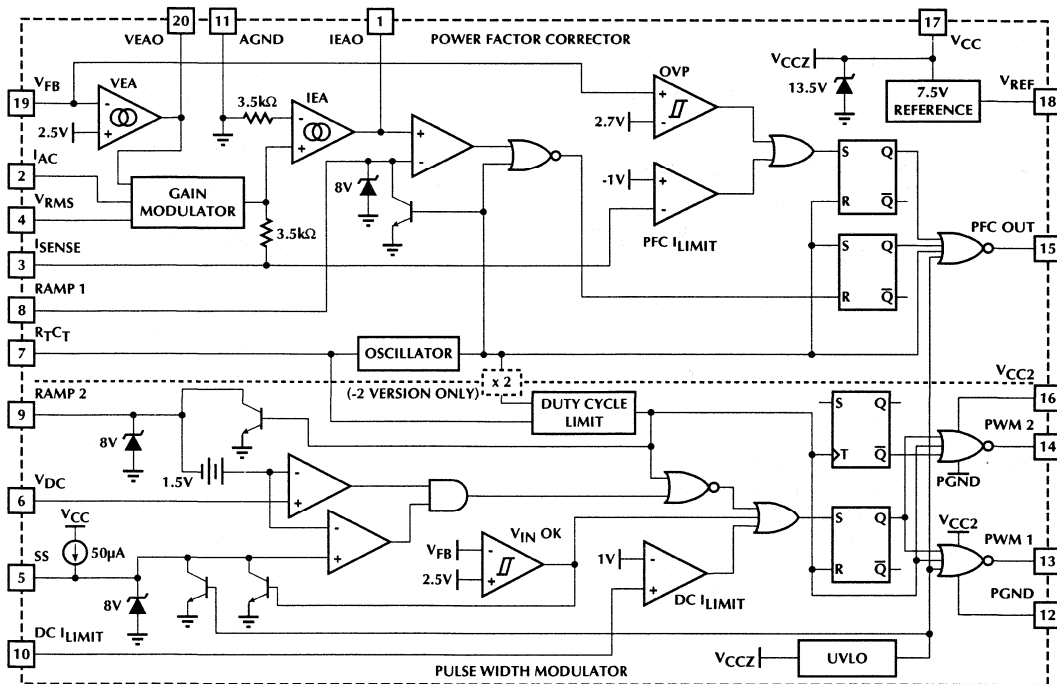 20 11 1 17
VEAO AGND IEAO POWER FACTOR CORRECTOR VCC
VCCZ
OVP
VFB VEA 13.5V 7.5V REFERENCE VREF
19 3.5kΩ IEA 18
- + 2.5V - + + - 2.7V
IAC
2 + - S Q
GAIN MODULATOR 8V -1V + -
VRMS R Q̅
4
ISENSE 3.5kΩ PFC ILIMIT S Q PFC OUT
3 15
RAMP 1 R Q̅
8
RTCT
7 OSCILLATOR
x 2 VCC2
RAMP 2 (-2 VERSION ONLY) S Q 16
9 DUTY CYCLE LIMIT PWM 2
8V T Q̅ 14
1.5V - + PGND
VDC
6
VCC - + VIN OK S Q VCC2
SS 50µA VFB - 1V - PWM 1
5 2.5V + R Q̅ 13
8V + DC ILIMIT PGND
DC ILIMIT 12
10 VCCZ UVLO
PULSE WIDTH MODULATOR